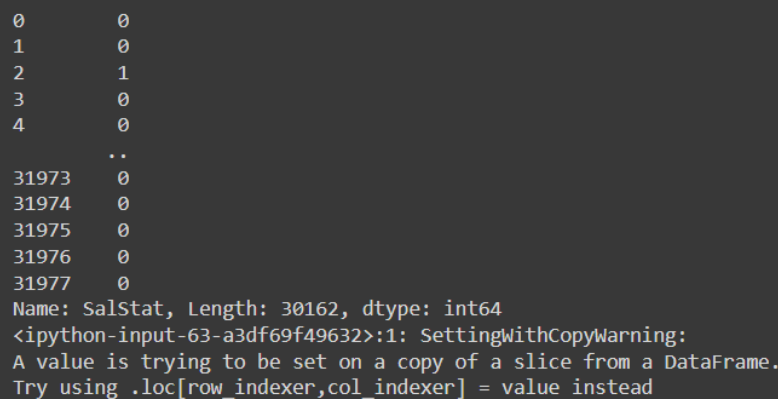 0 0
1 0
2 1
3 0
4 0
..
31973 0
31974 0
31975 0
31976 0
31977 0
Name: SalStat, Length: 30162, dtype: int64
<ipython-input-63-a3df69f49632>:1: SettingWithCopyWarning:
A value is trying to be set on a copy of a slice from a DataFrame.
Try using .loc[row_indexer,col_indexer] = value instead